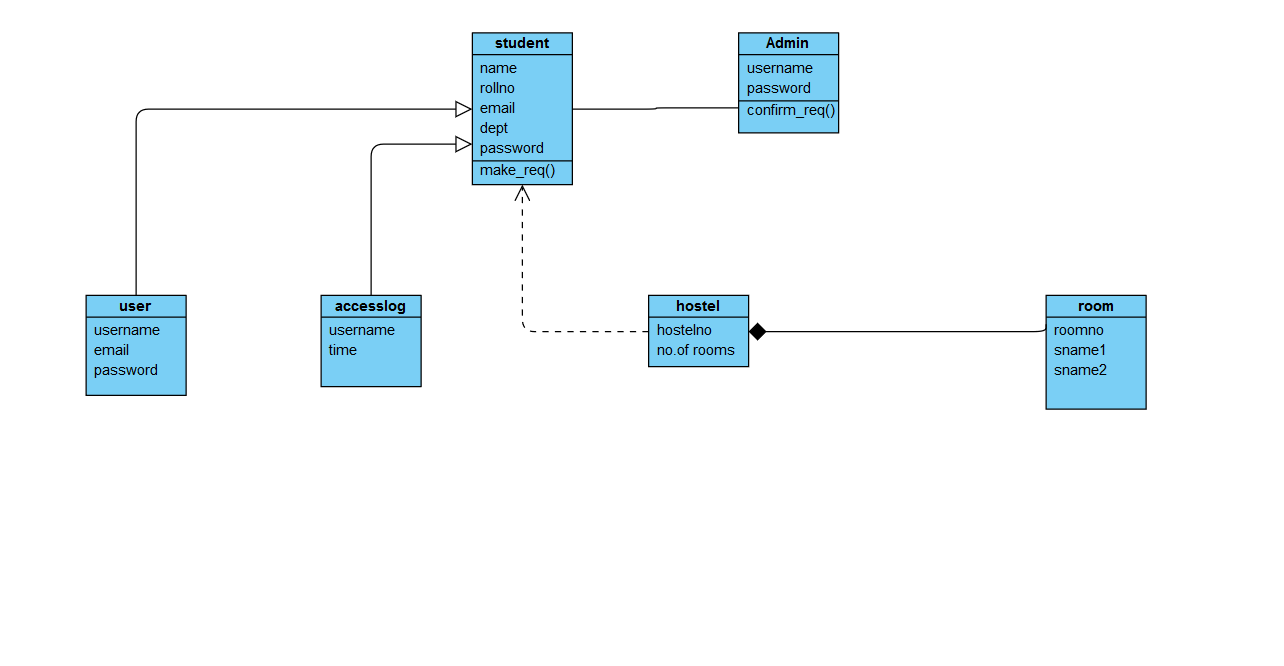 student
name
rollno
email
dept
password
make_req()
Admin
username
password
confirm_req()
user
username
email
password
accesslog
username
time
hostel
hostelno
no.of rooms
room
roomno
sname1
sname2